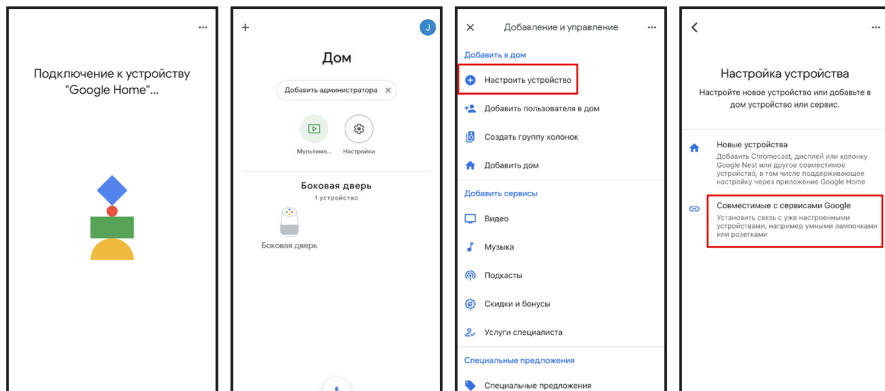 Подключение к устройству
"Google Home"...
J
Дом
Добавить администратора
Мультиме...
Настройки
Боковая дверь
1 устройство
Боковая дверь
Добавление и управление
Добавить в дом
Настроить устройство
Добавить пользователя в дом
Создать группу колонок
Добавить дом
Добавить сервисы
Видео
Музыка
Подкасты
Скидки и бонусы
Услуги специалиста
Специальные предложения
Специальные предложения
Настройка устройства
Настройте новое устройство или добавьте в
дом устройство или сервис.
Новые устройства
Добавить Chromecast, дисплей или колонку
Google Nest или другое совместимое
устройство, в том числе поддерживающее
настройку через приложение Google Home
Совместимые с сервисами Google
Установить связь с уже настроенными
устройствами, например умными лампочками
или розетками